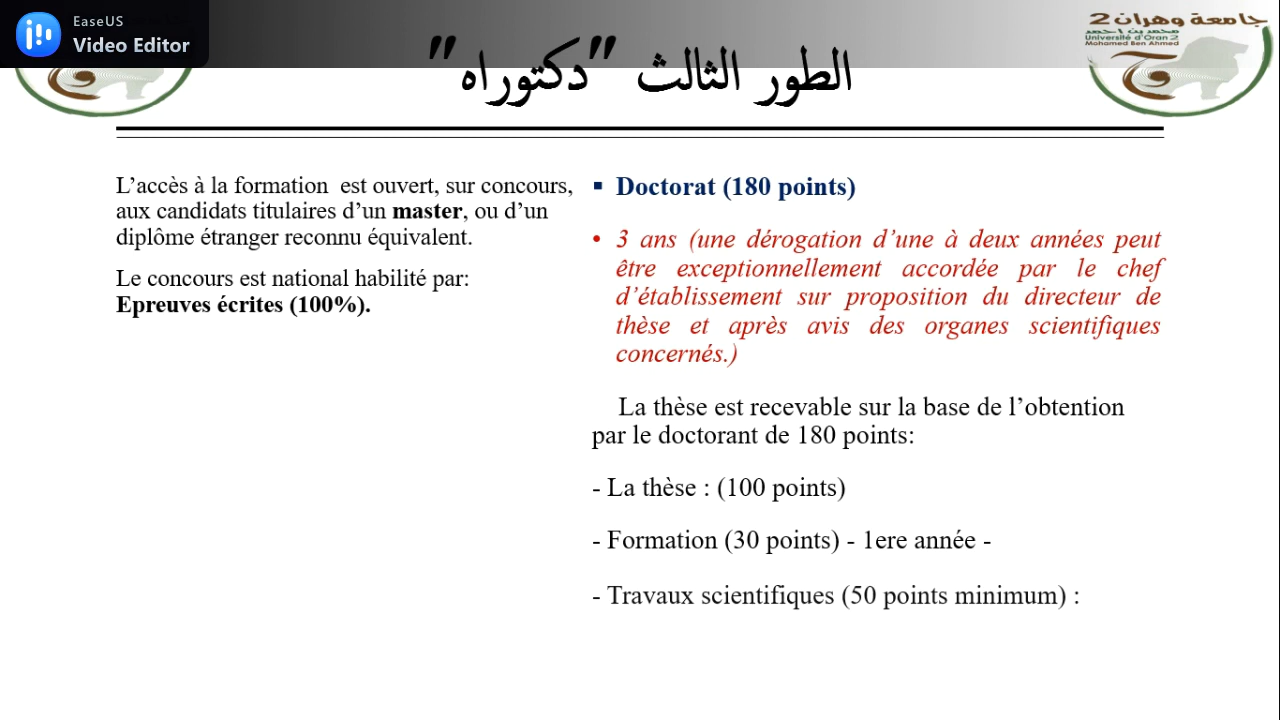 EaseUS
Video Editor
جامعة وهران 2
محمد بن أحمد
Université d'Oran 2
Mohamed Ben Ahmed
الطور الثالث "دكتوراه"
L’accès à la formation est ouvert, sur concours,
aux candidats titulaires d’un master, ou d’un
diplôme étranger reconnu équivalent.
Le concours est national habilité par:
Epreuves écrites (100%).
▪ Doctorat (180 points)
• 3 ans (une dérogation d’une à deux années peut
être exceptionnellement accordée par le chef
d’établissement sur proposition du directeur de
thèse et après avis des organes scientifiques
concernés.)
La thèse est recevable sur la base de l’obtention
par le doctorant de 180 points:
- La thèse : (100 points)
- Formation (30 points) - 1ere année -
- Travaux scientifiques (50 points minimum) :